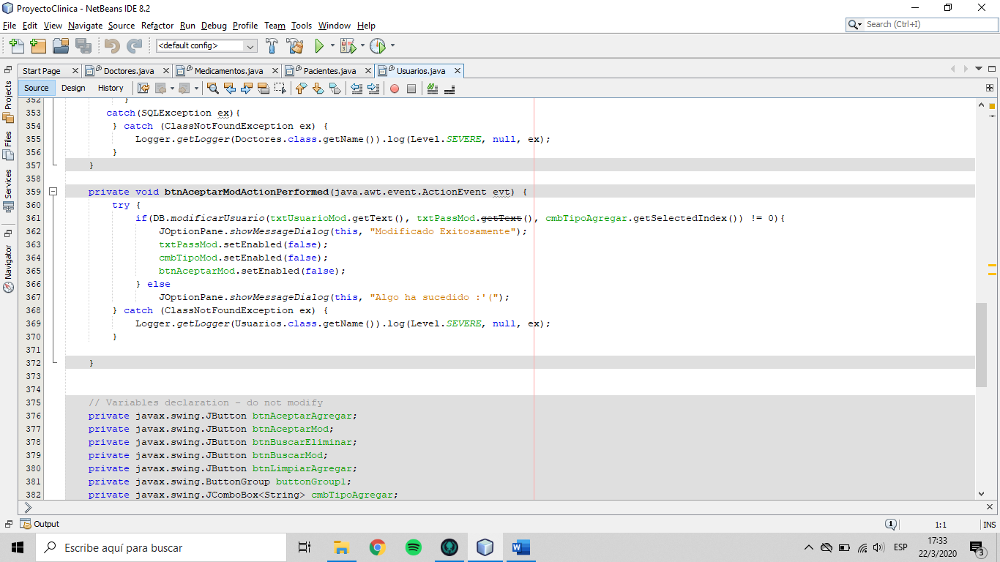 ProyectoClinica - NetBeans IDE 8.2
File Edit View Navigate Source Refactor Run Debug Profile Team Tools Window Help
Search (Ctrl+I)
<default config>
Start Page Doctores.java Medicamentos.java Pacientes.java Usuarios.java
Source Design History
Projects
Files
Services
Navigator
352 }
353 catch(SQLException ex){
354 } catch (ClassNotFoundException ex) {
355 Logger.getLogger(Doctores.class.getName()).log(Level.SEVERE, null, ex);
356 }
357 }
358
359 private void btnAceptarModActionPerformed(java.awt.event.ActionEvent evt) {
360 try {
361 if(DB.modificarUsuario(txtUsuarioMod.getText(), txtPassMod.getText(), cmbTipoAgregar.getSelectedIndex()) != 0){
362 JOptionPane.showMessageDialog(this, "Modificado Exitosamente");
363 txtPassMod.setEnabled(false);
364 cmbTipoMod.setEnabled(false);
365 btnAceptarMod.setEnabled(false);
366 } else
367 JOptionPane.showMessageDialog(this, "Algo ha sucedido :'(");
368 } catch (ClassNotFoundException ex) {
369 Logger.getLogger(Usuarios.class.getName()).log(Level.SEVERE, null, ex);
370 }
371
372 }
373
374
375 // Variables declaration - do not modify
376 private javax.swing.JButton btnAceptarAgregar;
377 private javax.swing.JButton btnAceptarMod;
378 private javax.swing.JButton btnBuscarEliminar;
379 private javax.swing.JButton btnBuscarMod;
380 private javax.swing.JButton btnLimpiarAgregar;
381 private javax.swing.ButtonGroup buttonGroup1;
382 private javax.swing.JComboBox<String> cmbTipoAgregar;
Output
1
1:1
INS
Escribe aquí para buscar
ESP
17:33
22/3/2020
3